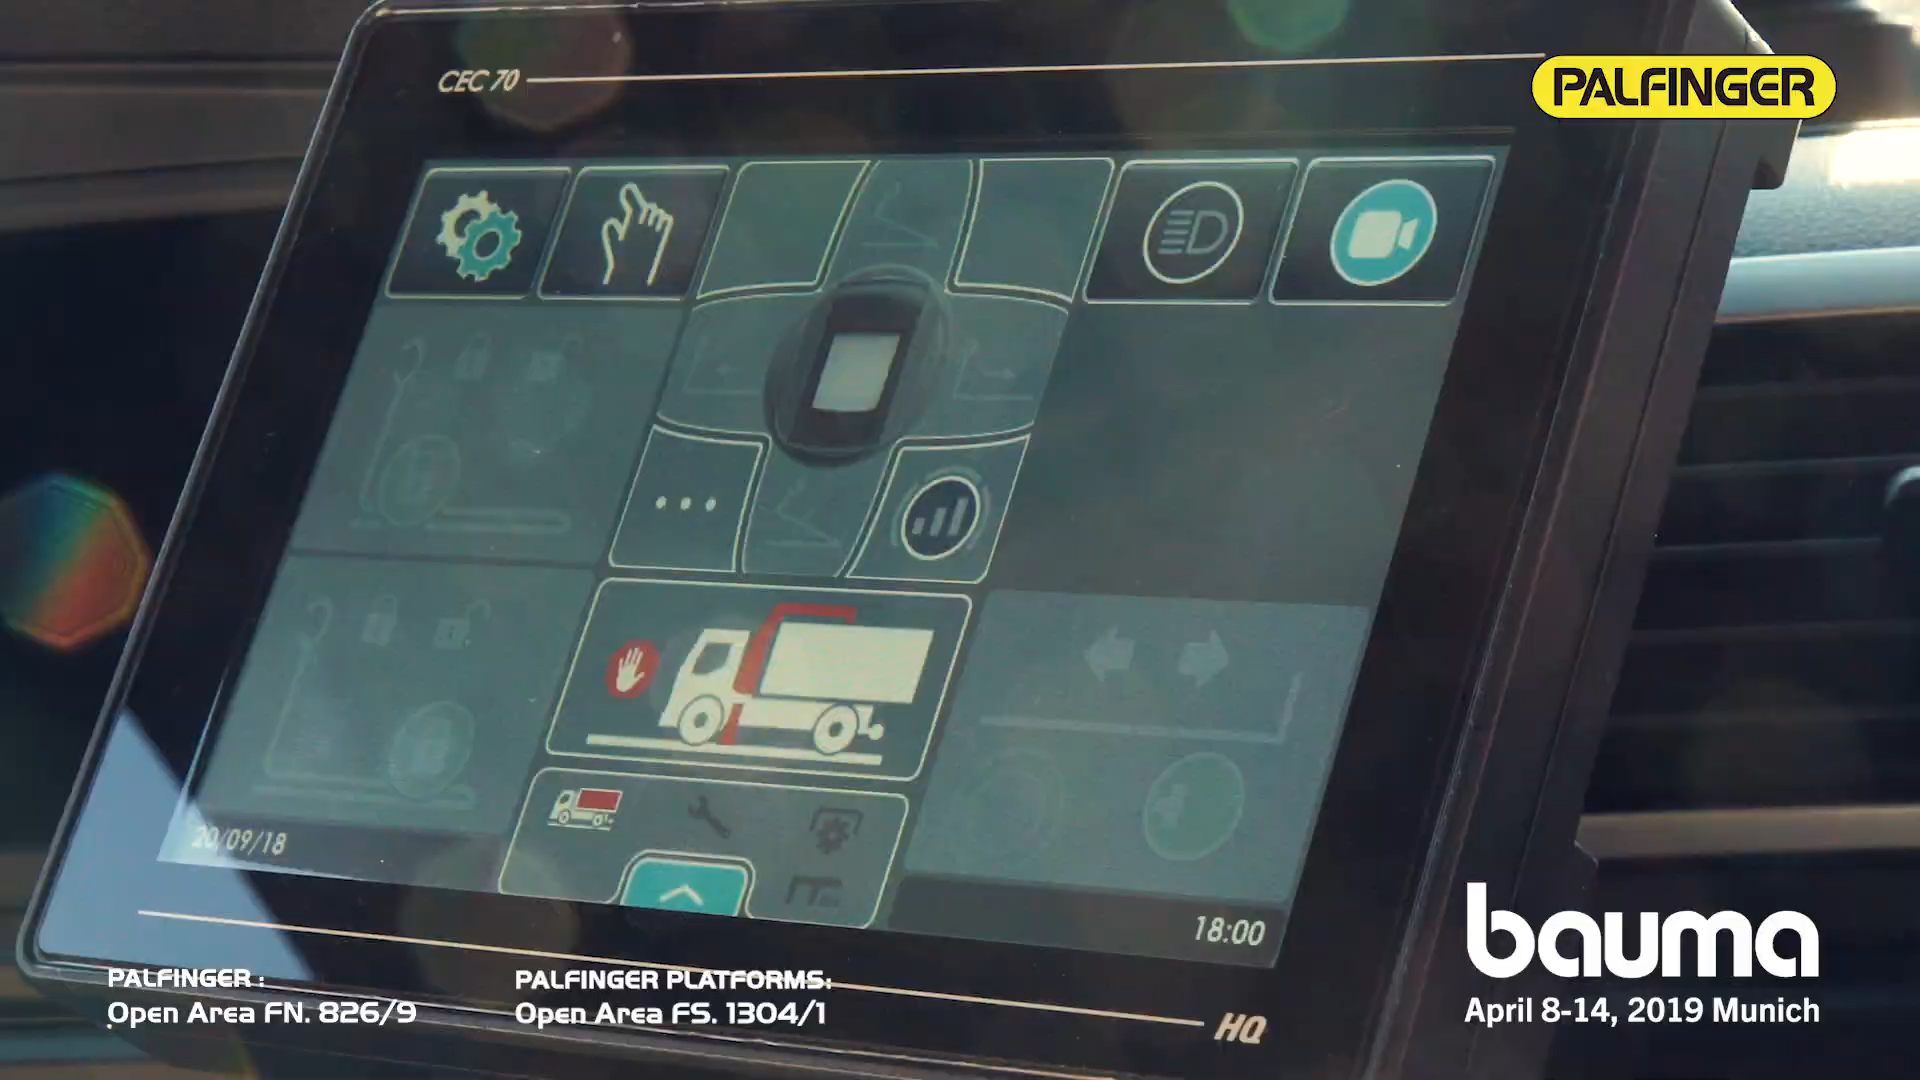 CEC 70
PALFINGER
20/09/18
18:00
HQ
PALFINGER :
Open Area FN. 826/9
PALFINGER PLATFORMS:
Open Area FS. 1304/1
bauma
April 8-14, 2019 Munich